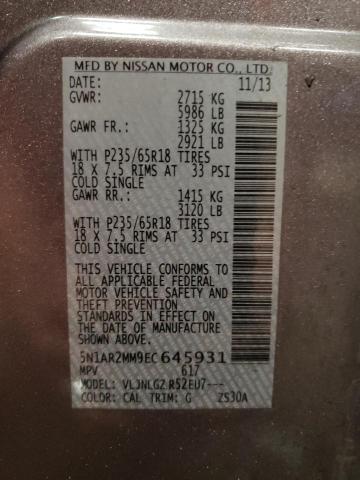 MFD BY NISSAN MOTOR CO., LTD.
DATE: 11/13
GVWR: 2715 KG
5986 LB
GAWR FR.: 1325 KG
2921 LB
WITH P235/65R18 TIRES
18 X 7.5 RIMS AT 33 PSI
COLD SINGLE
GAWR RR.: 1415 KG
3120 LB
WITH P235/65R18 TIRES
18 X 7.5 RIMS AT 33 PSI
COLD SINGLE
THIS VEHICLE CONFORMS TO
ALL APPLICABLE FEDERAL
MOTOR VEHICLE SAFETY AND
THEFT PREVENTION
STANDARDS IN EFFECT ON
THE DATE OF MANUFACTURE
SHOWN ABOVE.
5N1AR2MM9EC645931
MPV 617
MODEL: VLJNLGZ R52EU7---
COLOR: CAL TRIM: G ZS30A